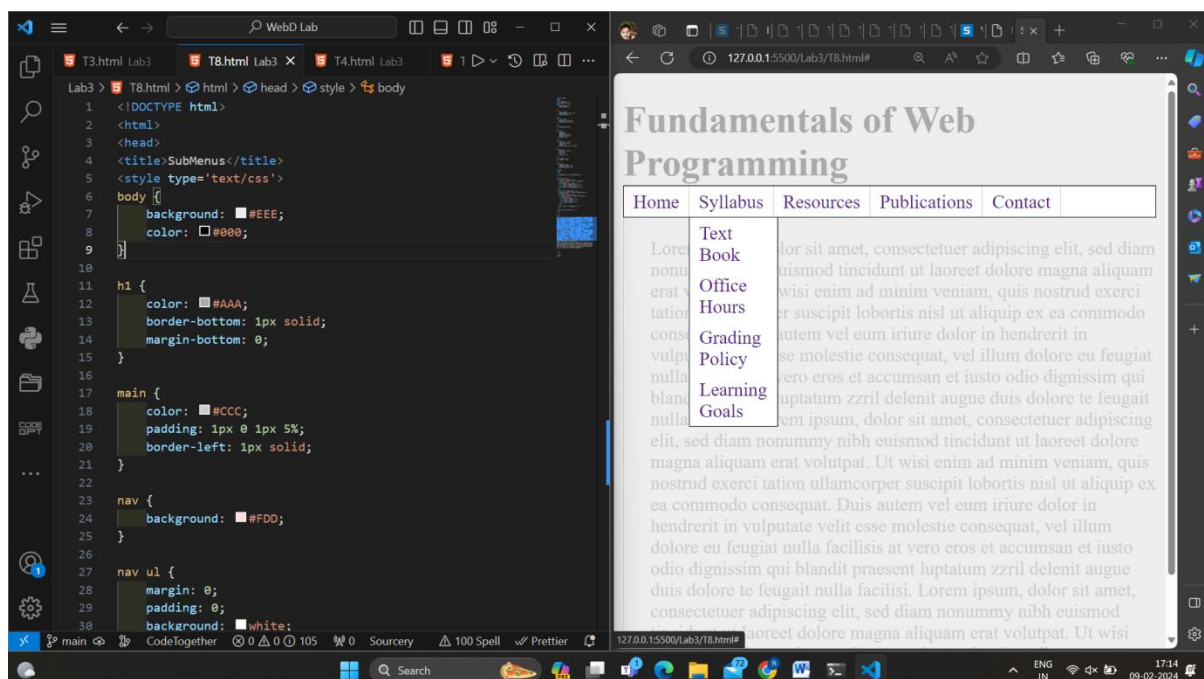 WebD Lab
T3.html Lab3
T8.html Lab3
T4.html Lab3
Lab3 > T8.html > html > head > style > body
1 <!DOCTYPE html>
2 <html>
3 <head>
4 <title>SubMenus</title>
5 <style type='text/css'>
6 body {
7 background: #EEE;
8 color: #000;
9 }
10
11 h1 {
12 color: #AAA;
13 border-bottom: 1px solid;
14 margin-bottom: 0;
15 }
16
17 main {
18 color: #CCC;
19 padding: 1px 0 1px 5%;
20 border-left: 1px solid;
21 }
22
23 nav {
24 background: #FDD;
25 }
26
27 nav ul {
28 margin: 0;
29 padding: 0;
30 background: white;
main
CodeTogether
0 0 105
0
Sourcery
100 Spell
Prettier
127.0.0.1:5500/Lab3/T8.html#
Fundamentals of Web
Programming
Home Syllabus Resources Publications Contact
Text
Book
Office
Hours
Grading
Policy
Learning
Goals
lor sit amet, consectetuer adipiscing elit, sed diam
uismod tincidunt ut laoreet dolore magna aliquam
erat wisi enim ad minim veniam, quis nostrud exerci
tation er suscipit lobortis nisl ut aliquip ex ea commodo
autem vel eum iriure dolor in hendrerit in
se molestie consequat, vel illum dolore eu feugiat
nulla vero eros et accumsan et iusto odio dignissim qui
uptatum zzril delenit augue duis dolore te feugait
nulla rem ipsum, dolor sit amet, consectetuer adipiscing
elit, sed diam nonummy nibh euismod tincidunt ut laoreet dolore
magna aliquam erat volutpat. Ut wisi enim ad minim veniam, quis
nostrud exerci tation ullamcorper suscipit lobortis nisl ut aliquip ex
ea commodo consequat. Duis autem vel eum iriure dolor in
hendrerit in vulputate velit esse molestie consequat, vel illum
dolore eu feugiat nulla facilisis at vero eros et accumsan et iusto
odio dignissim qui blandit praesent luptatum zzril delenit augue
duis dolore te feugait nulla facilisi. Lorem ipsum, dolor sit amet,
consectetuer adipiscing elit, sed diam nonummy nibh euismod
laoreet dolore magna aliquam erat volutpat. Ut wisi
127.0.0.1:5500/Lab3/T8.html#
Search
ENG
IN
17:14
09-02-2024